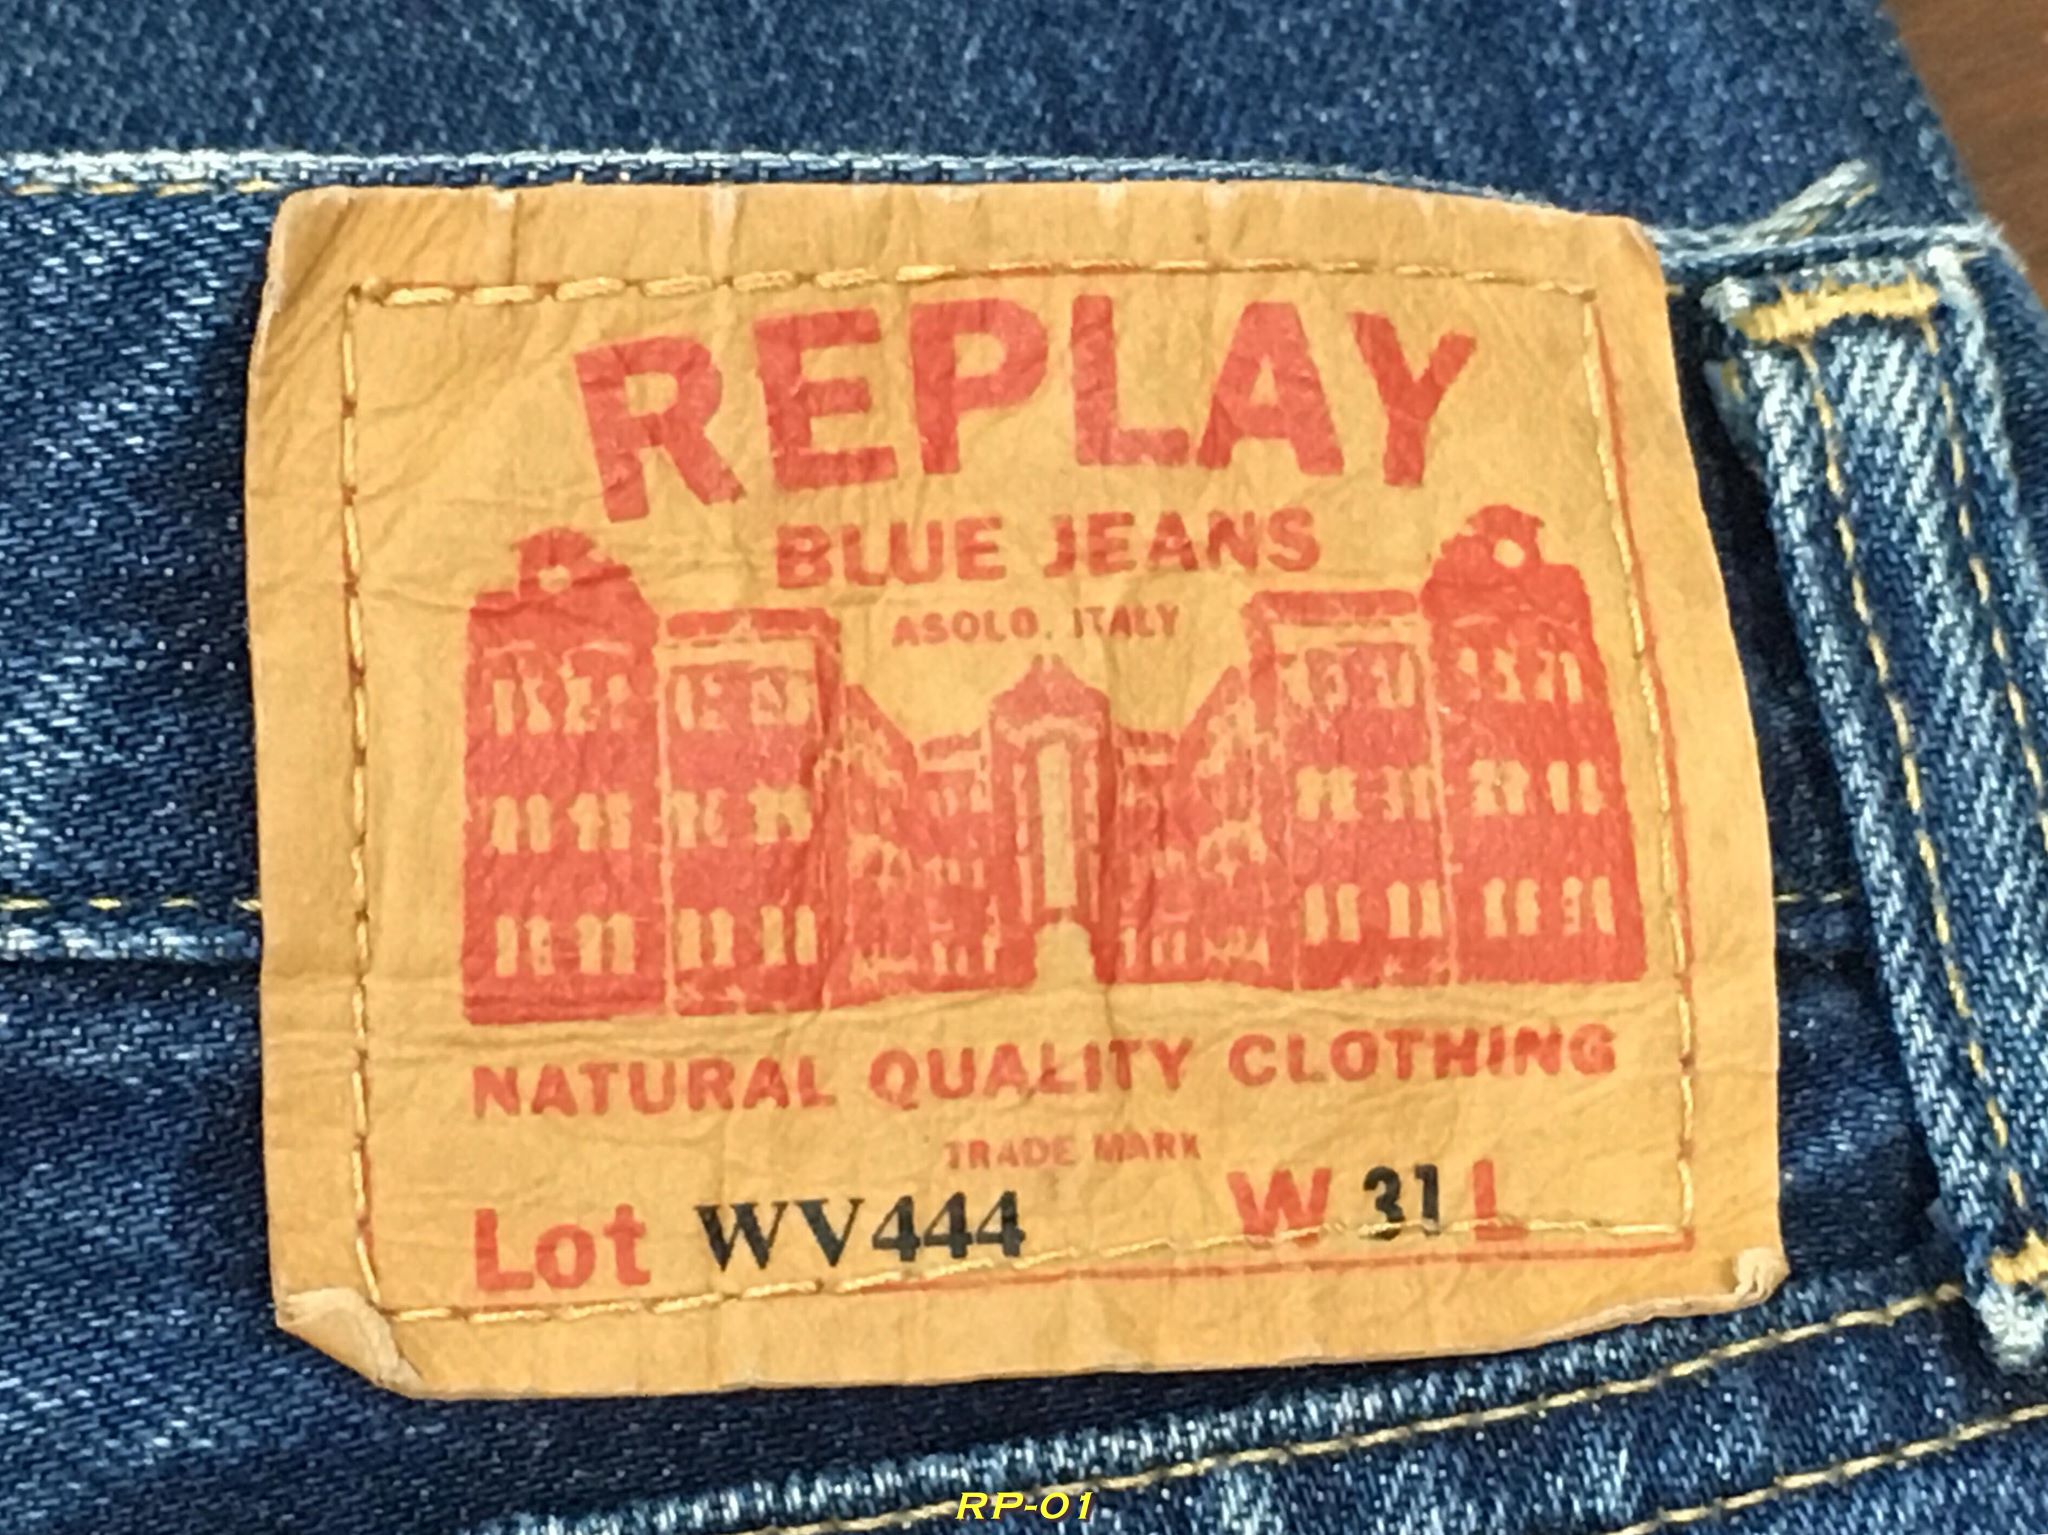 REPLAY
BLUE JEANS
ASOLO, ITALY
NATURAL QUALITY CLOTHING
TRADE MARK
Lot WV444 W 31 L
RP-01